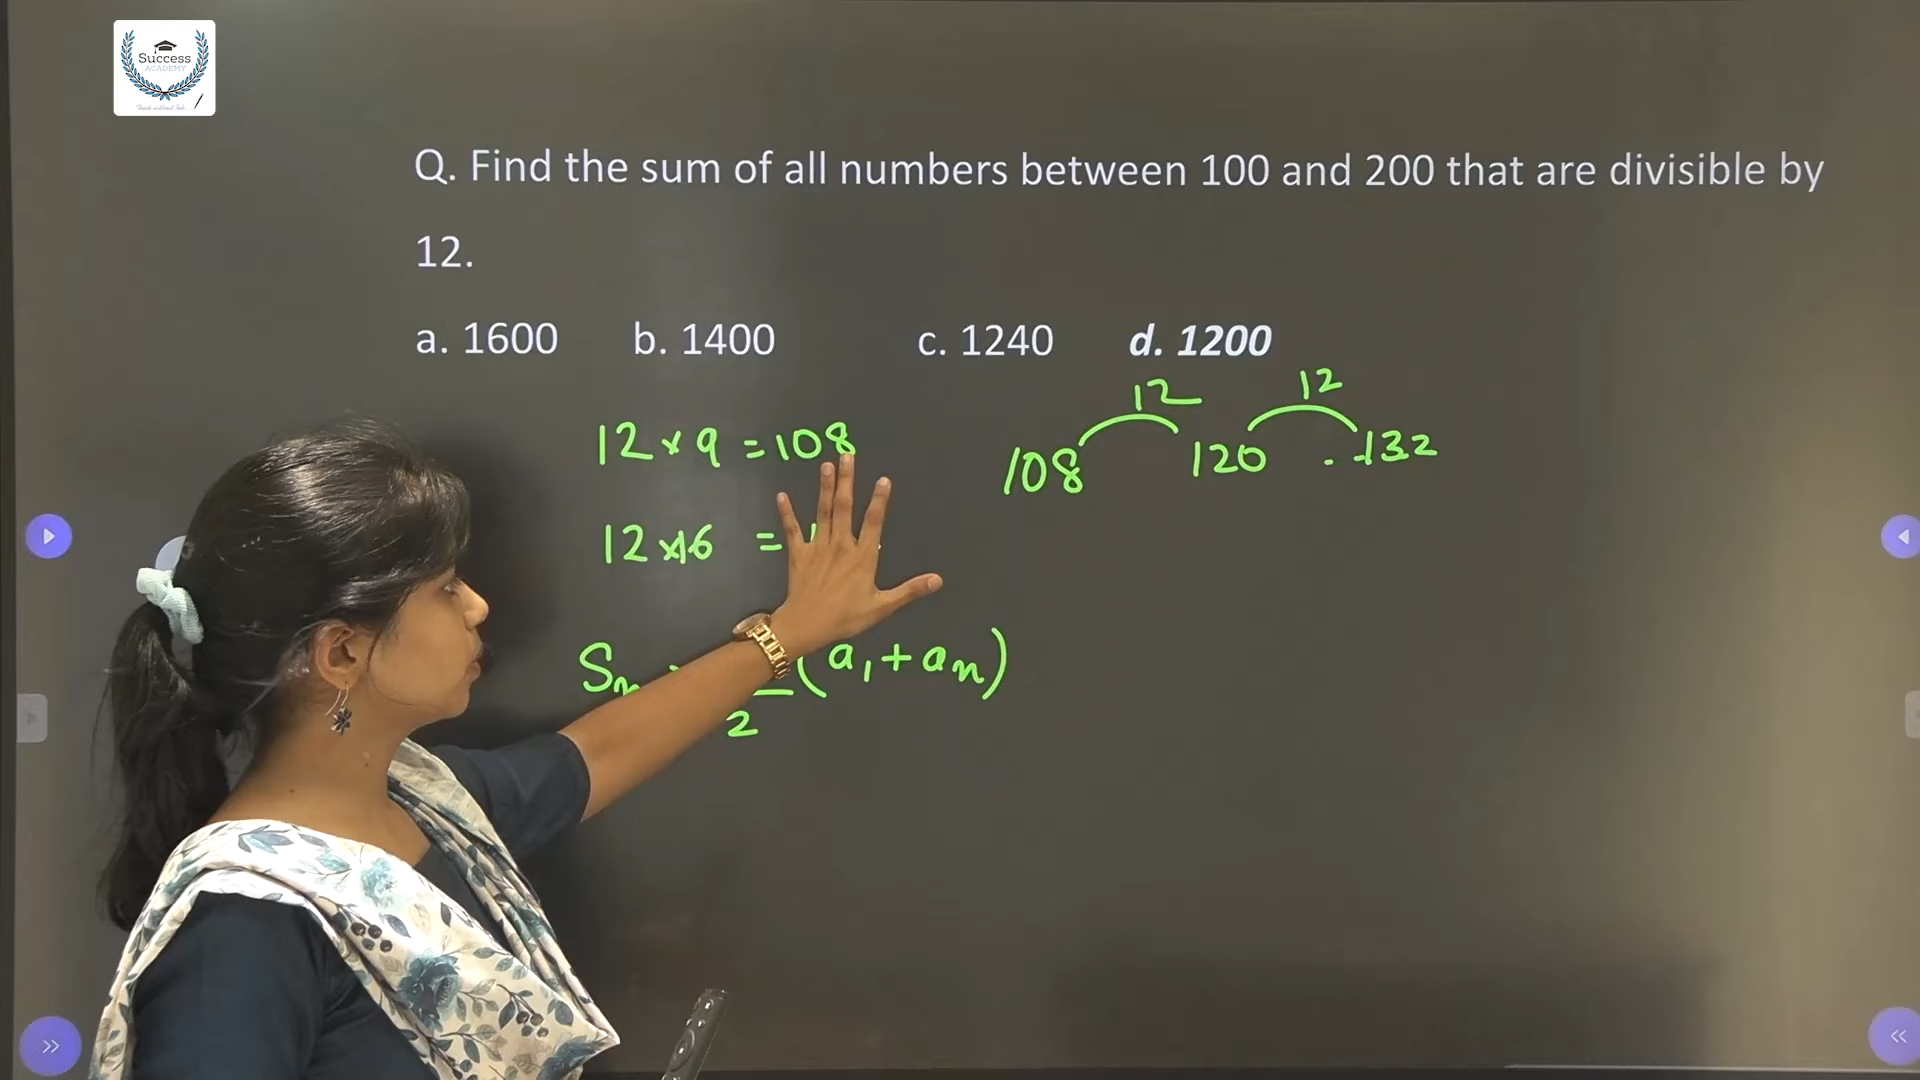 Success
ACADEMY
Q. Find the sum of all numbers between 100 and 200 that are divisible by
12.
a. 1600 b. 1400 c. 1240 d. 1200
12 12
12 × 9 = 108
108 120 . . 132
12 × 16 =
2 (a₁ + aₙ)